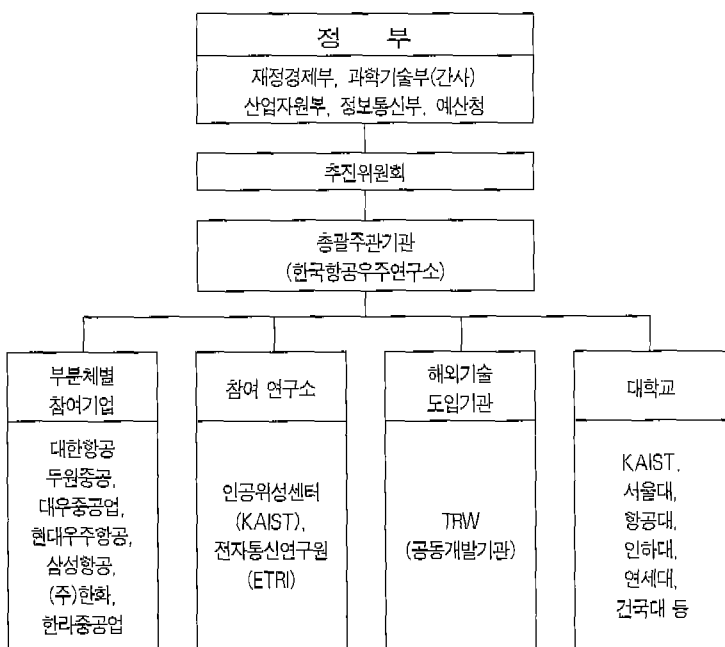 정 부
재정경제부, 과학기술부(간사)
산업자원부, 정보통신부, 예산청
추진위원회
총괄주관기관
(한국항공우주연구소)
부분체별
참여기업
대한항공
두원중공,
대우중공업,
현대우주항공,
삼성항공,
(주)한화,
한라중공업
참여 연구소
인공위성센터
(KAIST),
전자통신연구원
(ETRI)
해외기술
도입기관
TRW
(공동개발기관)
대학교
KAIST,
서울대,
항공대,
인하대,
연세대,
건국대 등